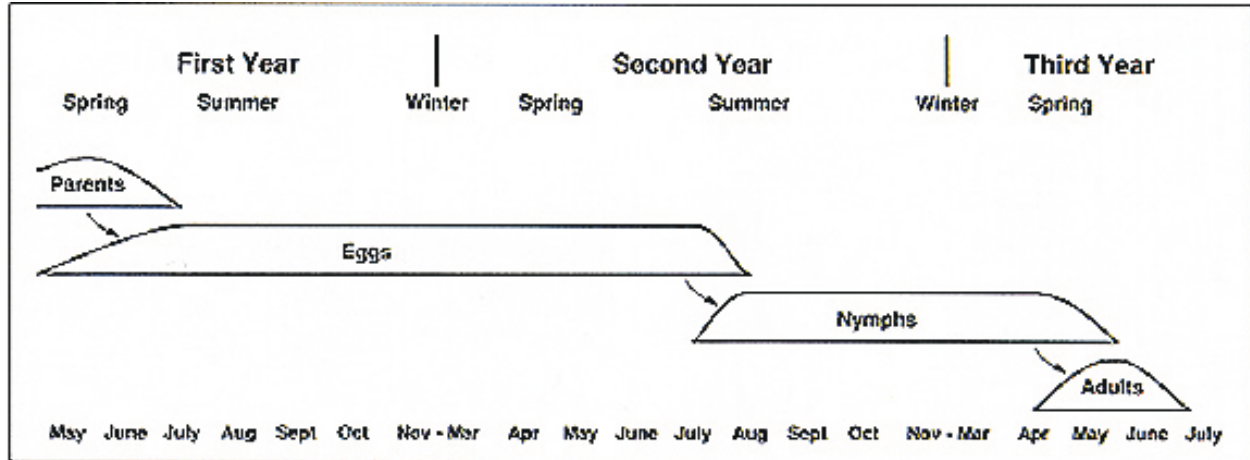 First Year Second Year Third Year
Spring Summer Winter Spring Summer Winter Spring
Parents
Eggs
Nymphs
Adults
May June July Aug Sept Oct Nov - Mar Apr May June July Aug Sept Oct Nov - Mar Apr May June July